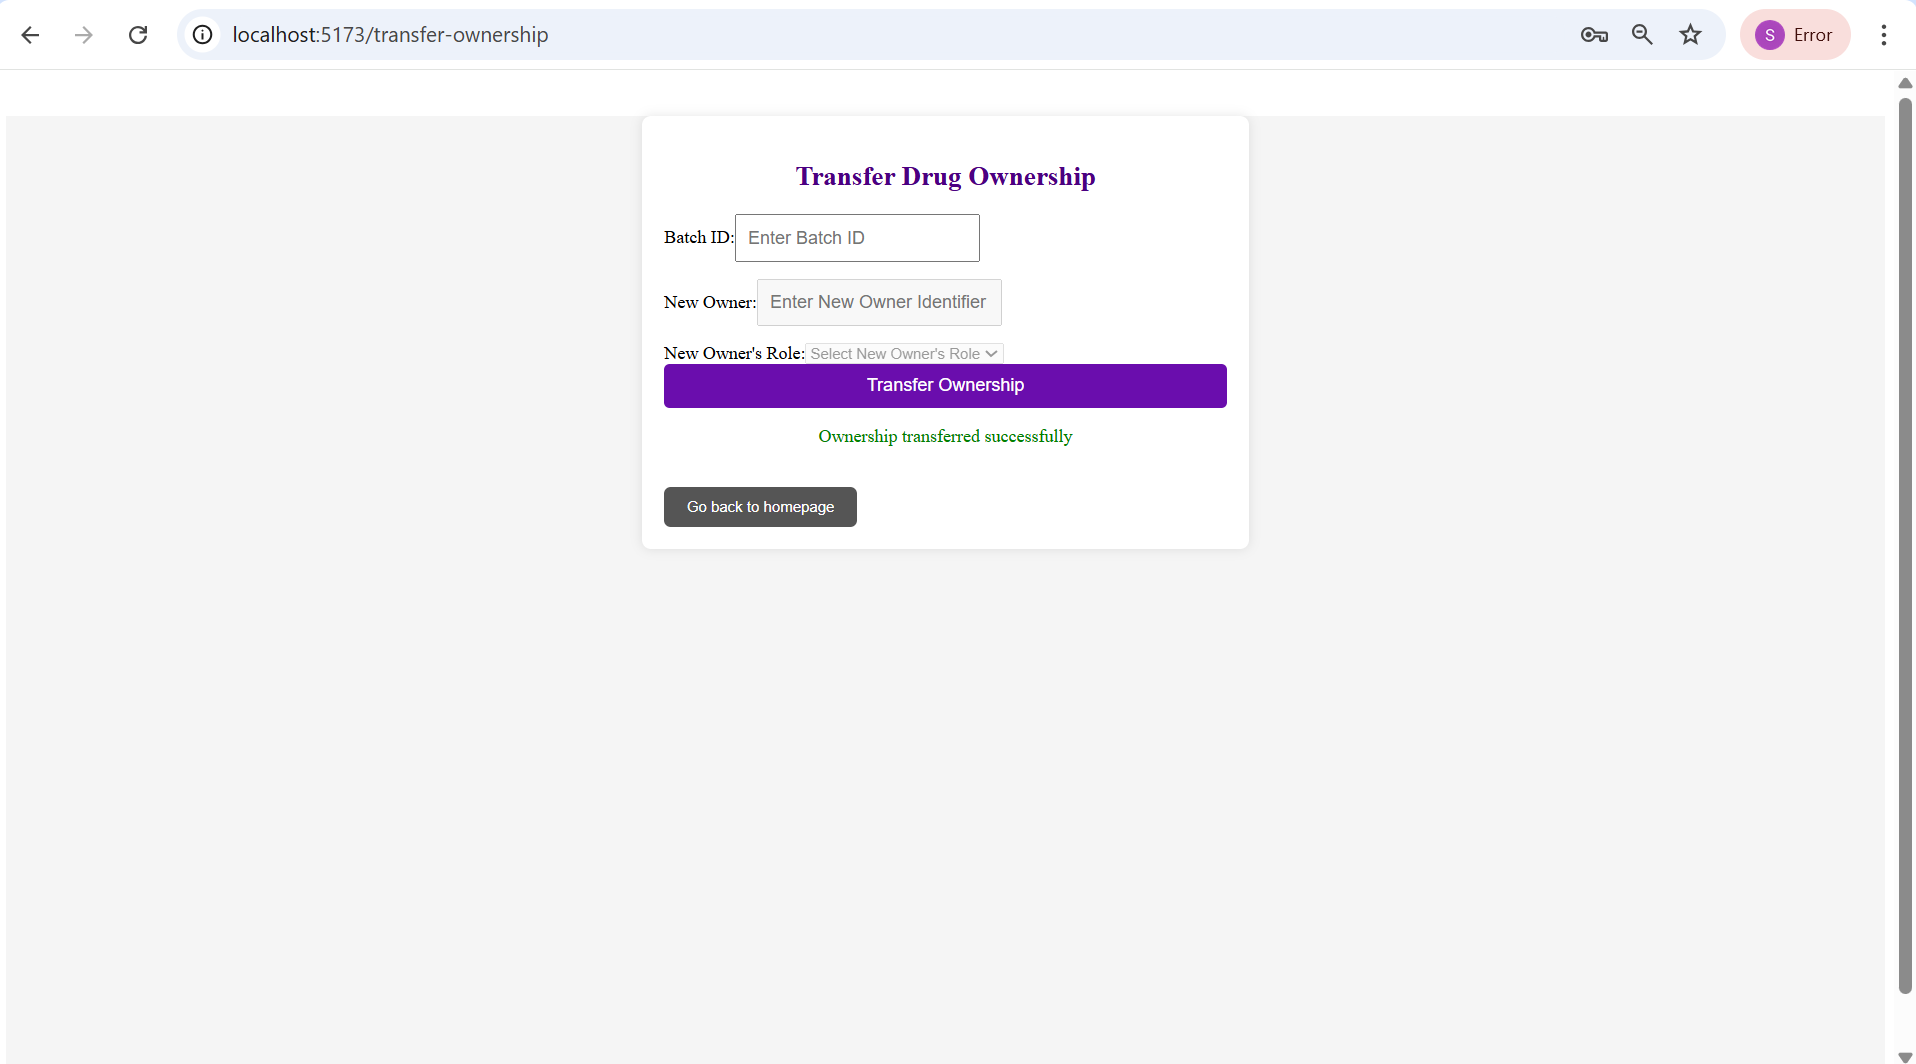 localhost:5173/transfer-ownership
S Error
Transfer Drug Ownership
Batch ID: Enter Batch ID
New Owner: Enter New Owner Identifier
New Owner's Role: Select New Owner's Role
Transfer Ownership
Ownership transferred successfully
Go back to homepage